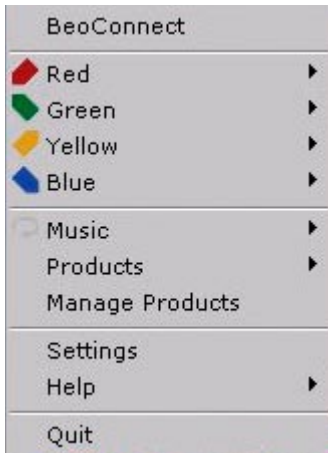 BeoConnect
Red
Green
Yellow
Blue
Music
Products
Manage Products
Settings
Help
Quit